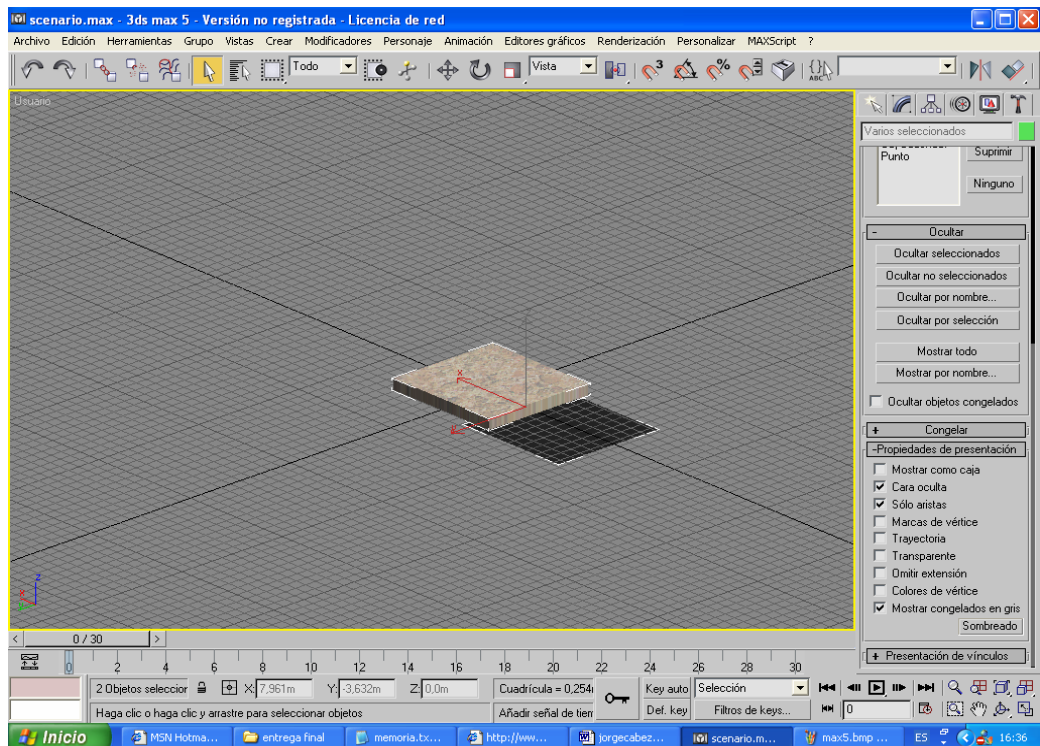 scenario.max - 3ds max 5 - Versión no registrada - Licencia de red
Archivo Edición Herramientas Grupo Vistas Crear Modificadores Personaje Animación Editores gráficos Renderización Personalizar MAXScript ?
Todo Vista ABC
Usuario
Varios seleccionados
Punto
Suprimir
Ninguno
- Ocultar
Ocultar seleccionados
Ocultar no seleccionados
Ocultar por nombre...
Ocultar por selección
Mostrar todo
Mostrar por nombre...
Ocultar objetos congelados
+ Congelar
-Propiedades de presentación
Mostrar como caja
Cara oculta
Sólo aristas
Marcas de vértice
Trayectoria
Transparente
Omitir extensión
Colores de vértice
Mostrar congelados en gris
Sombreado
+ Presentación de vínculos
x
z
< 0 / 30 >
0 2 4 6 8 10 12 14 16 18 20 22 24 26 28 30
2 Objetos seleccior X: 7,961m Y: -3,632m Z: 0,0m Cuadrícula = 0,254r Key auto Selección
Haga clic o haga clic y arrastre para seleccionar objetos Añadir señal de tiem Def. key Filtros de keys... 0
Inicio MSN Hotma... entrega final memoria.tx... http://ww... jorgecabez... scenario.m... max5.bmp ... ES 16:36